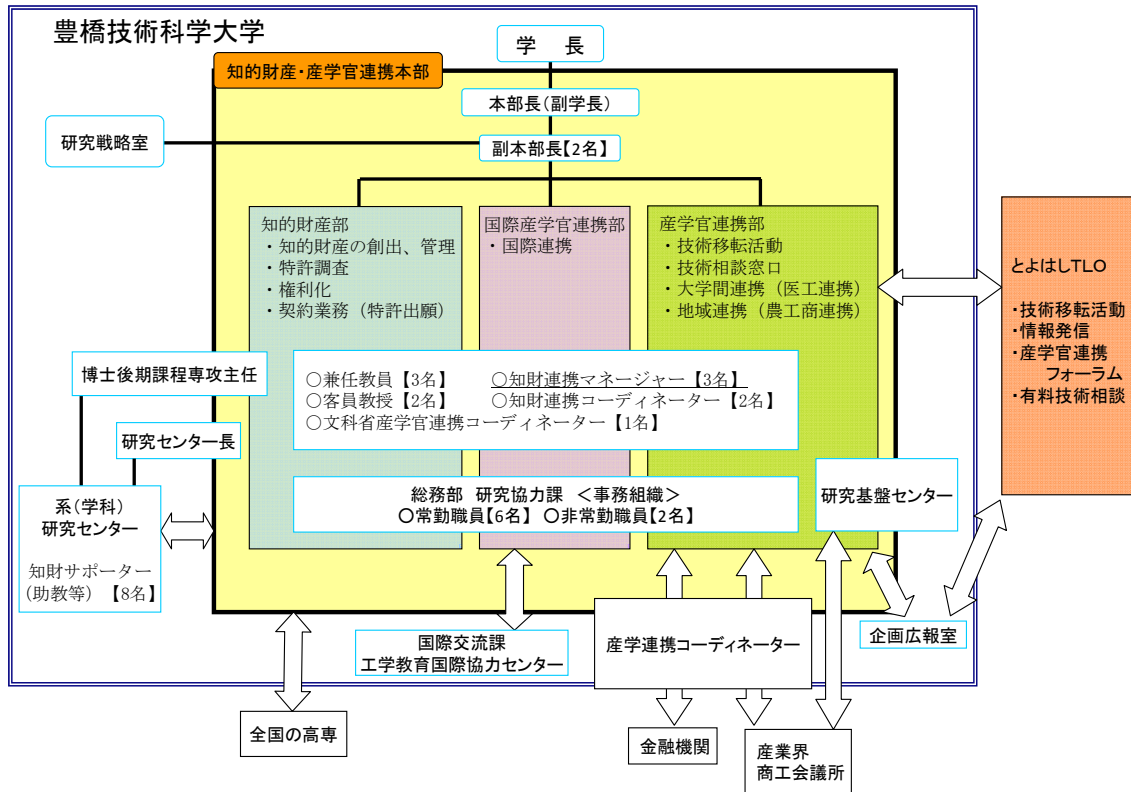 豊橋技術科学大学
学　長
知的財産・産学官連携本部
本部長（副学長）
研究戦略室
副本部長【2名】
知的財産部
・知的財産の創出、管理
・特許調査
・権利化
・契約業務（特許出願）
国際産学官連携部
・国際連携
産学官連携部
・技術移転活動
・技術相談窓口
・大学間連携（医工連携）
・地域連携（農工商連携）
とよはしTLO
・技術移転活動
・情報発信
・産学官連携
フォーラム
・有料技術相談
博士後期課程専攻主任
○兼任教員【3名】　○知財連携マネージャー【3名】
○客員教授【2名】　○知財連携コーディネーター【2名】
○文科省産学官連携コーディネーター【1名】
研究センター長
総務部　研究協力課　＜事務組織＞
○常勤職員【6名】　○非常勤職員【2名】
研究基盤センター
系（学科）
研究センター
知財サポーター
（助教等）【8名】
国際交流課
工学教育国際協力センター
産学連携コーディネーター
企画広報室
全国の高専
金融機関
産業界
商工会議所